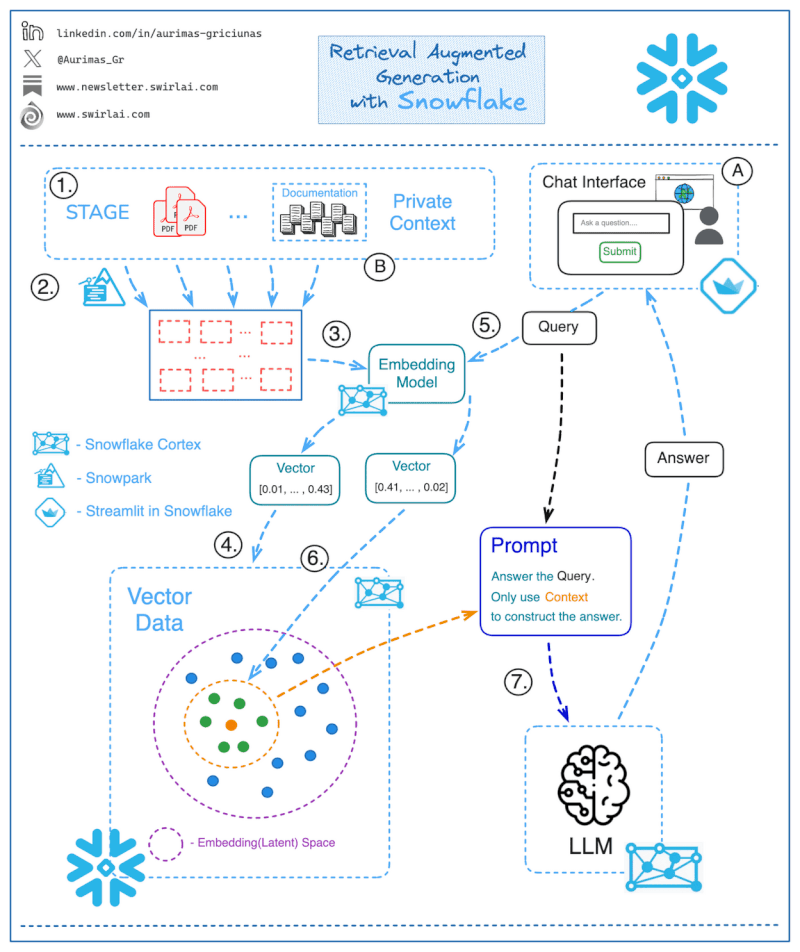 linkedin.com/in/aurimas-griciunas
@Aurimas_Gr
www.newsletter.swirlai.com
www.swirlai.com
Retrieval Augmented
Generation
with Snowflake
1.
STAGE
PDF
PDF
...
Documentation
Private
Context
B
A
Chat Interface
Ask a question....
Submit
2.
...
... ...
...
3.
Embedding
Model
5.
Query
- Snowflake Cortex
- Snowpark
- Streamlit in Snowflake
Vector
[0.01, ... , 0.43]
Vector
[0.41, ... , 0.02]
Answer
4.
6.
Prompt
Answer the Query.
Only use Context
to construct the answer.
Vector
Data
7.
LLM
- Embedding(Latent) Space